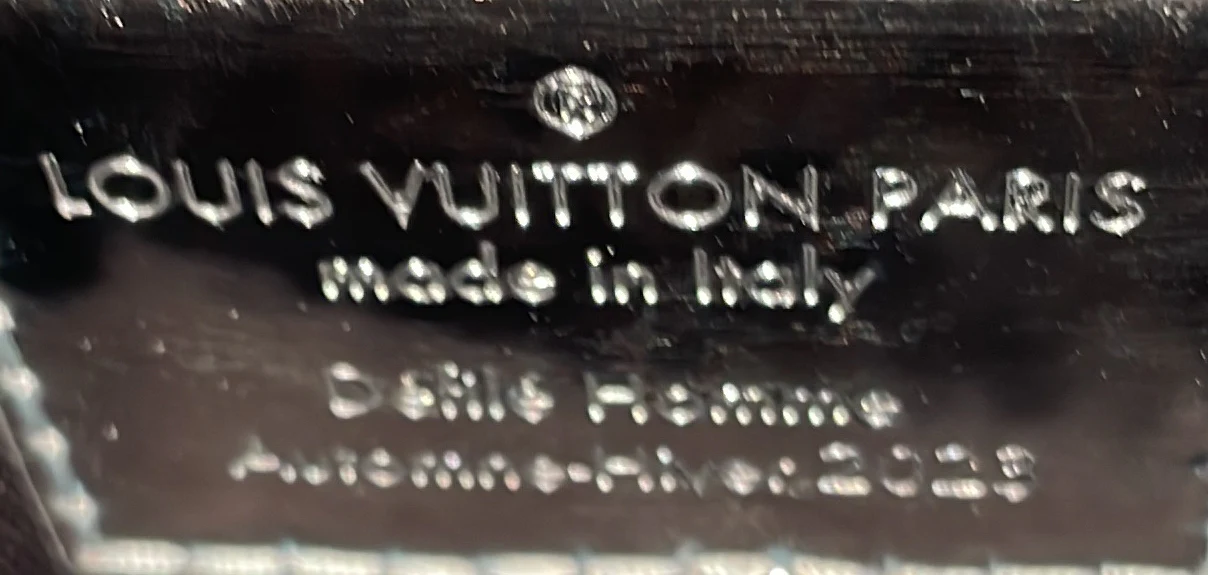 ®
LOUIS VUITTON PARIS
made in Italy
Défilé Homme
Automne-Hiver 2023